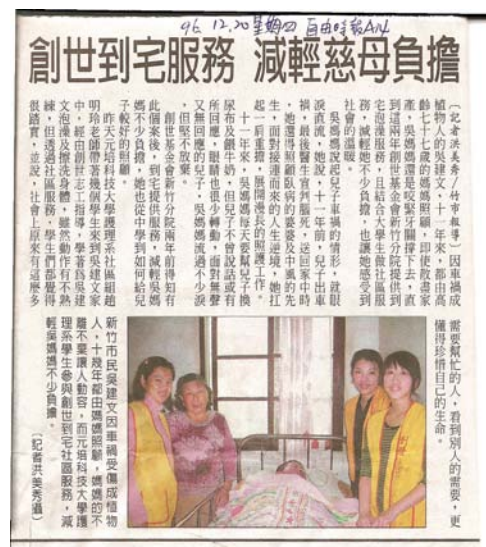 96. 12.20 星期四 自由時報A14
創世到宅服務 減輕慈母負擔
〔記者洪美秀/竹市報導〕因車禍成
植物人的吳建文,十一年來,都由高
齡七十七歲的媽媽照顧,即使散盡家
產,吳媽媽還是咬緊牙關撐下去,直
到這兩年創世基金會新竹分院提供到
宅泡澡服務,且結合大學生做社區服
務,減輕她不少負擔,也讓她感受到
社會的溫暖。
吳媽媽說起兒子車禍的情形,就眼
淚直流,她說,十一年前,兒子出車
禍,最後醫生宣判腦死,送回家中時
,她還得照顧臥病的婆婆及中風的先
生,面對接連而來的人生逆境,她扛
起一肩重擔,展開漫長的照護工作。
十一年來,吳媽媽每天要幫兒子換
尿布及餵牛奶,但兒子不曾說話或有
所回應,眼睛也很少轉動,面對無聲
又無回應的兒子,吳媽媽流過不少淚
,但堅不放棄。
創世基金會新竹分院兩年前得知有
此個案後,到宅提供服務,減輕吳媽
媽不少負擔,她也從中學到如何給兒
子較好的照顧。
昨天元培科技大學護理系社區組趙
明玲老師帶著幾個學生來到吳建文家
中,經由創世志工指導,學著為吳建
文泡澡及擦洗身體,雖然動作有不熟
練,但透過社區服務,學生們都覺得
很踏實,並說,社會上原來有這麼多
需要幫忙的人,看到別人的需要,更
懂得珍惜自己的生命。
新竹市民吳建文因車禍受傷成植物
人,十幾年都由媽媽照顧,媽媽的不
離不棄讓人動容,而元培科技大學護
理系學生參與創世到宅社區服務,減
輕吳媽媽不少負擔。
〔記者洪美秀攝〕